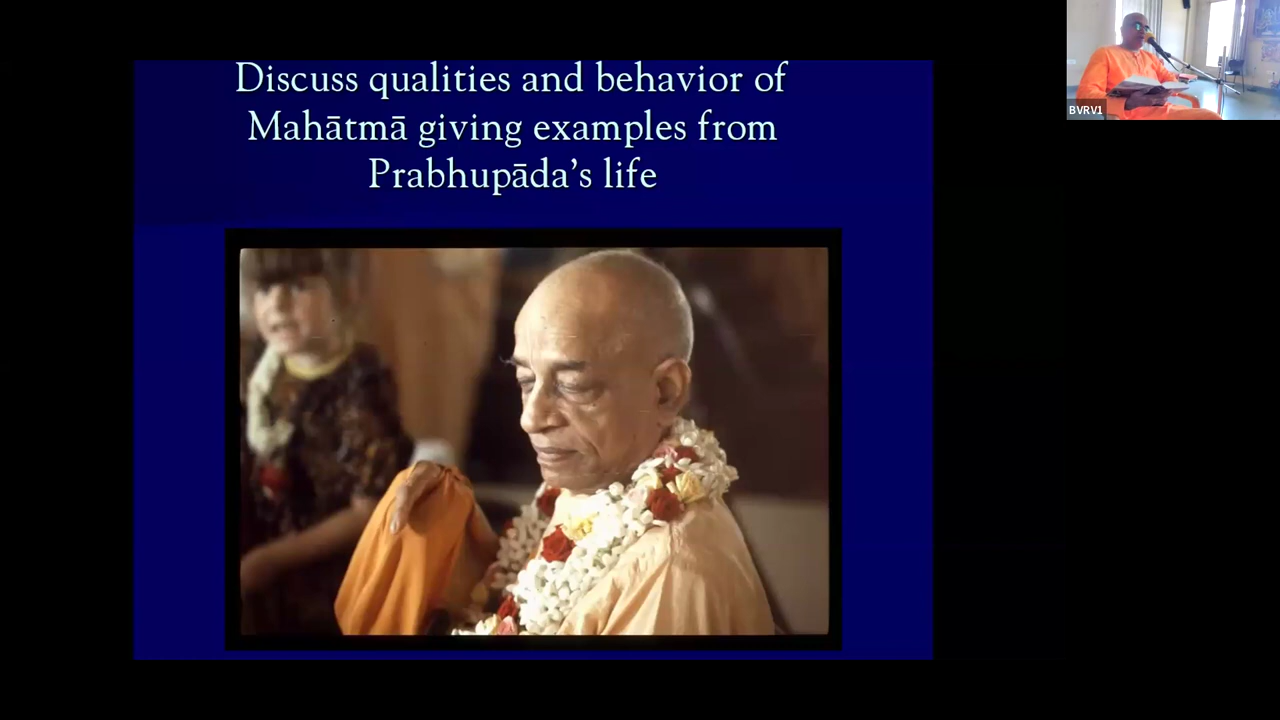 Discuss qualities and behavior of
Mahātmā giving examples from
Prabhupāda’s life
BVRV1